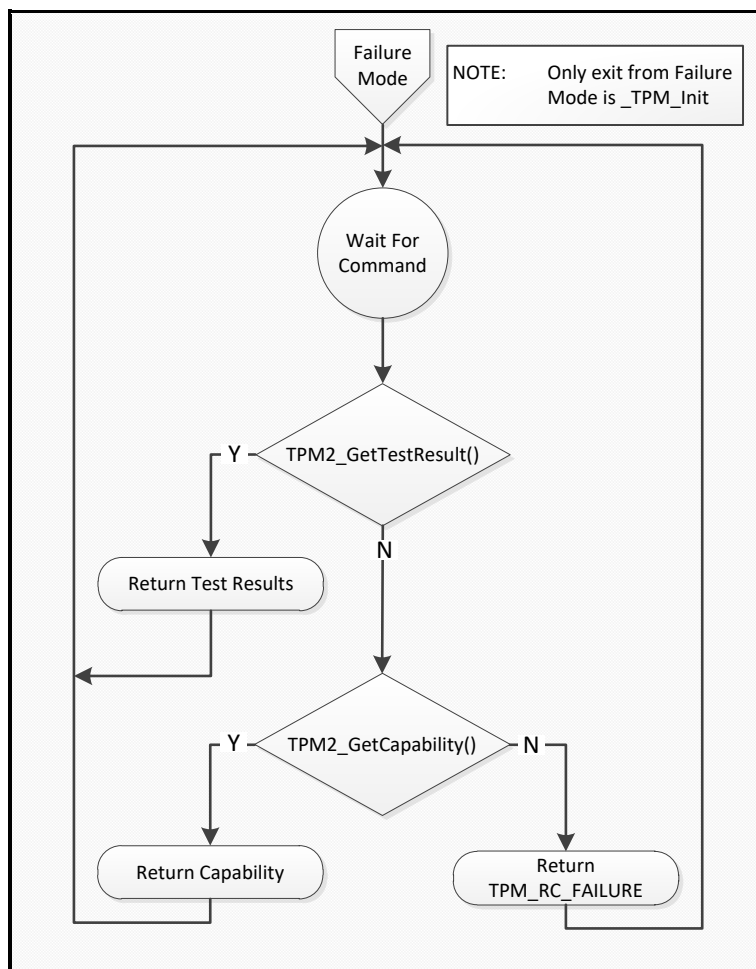 Failure
Mode
NOTE: Only exit from Failure
Mode is _TPM_Init
Wait For
Command
TPM2_GetTestResult()
Y
N
Return Test Results
TPM2_GetCapability()
Y
N
Return Capability
Return
TPM_RC_FAILURE